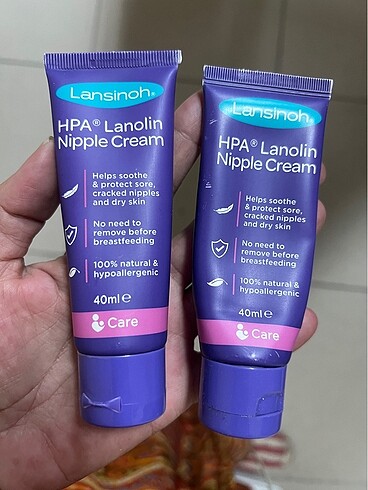 Lansinoh®
HPA® Lanolin
Nipple Cream
Helps soothe
& protect sore,
cracked nipples
and dry skin
No need to
remove before
breastfeeding
100% natural &
hypoallergenic
40ml e
Care
Lansinoh®
HPA® Lanolin
Nipple Cream
Helps soothe
& protect sore,
cracked nipples
and dry skin
No need to
remove before
breastfeeding
100% natural &
hypoallergenic
40ml e
Care